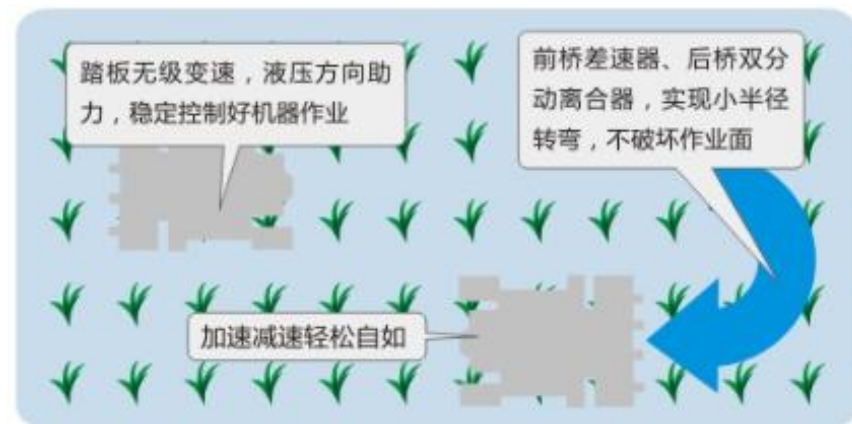 踏板无级变速，液压方向助
力，稳定控制好机器作业
前桥差速器、后桥双分
动离合器，实现小半径
转弯，不破坏作业面
加速减速轻松自如